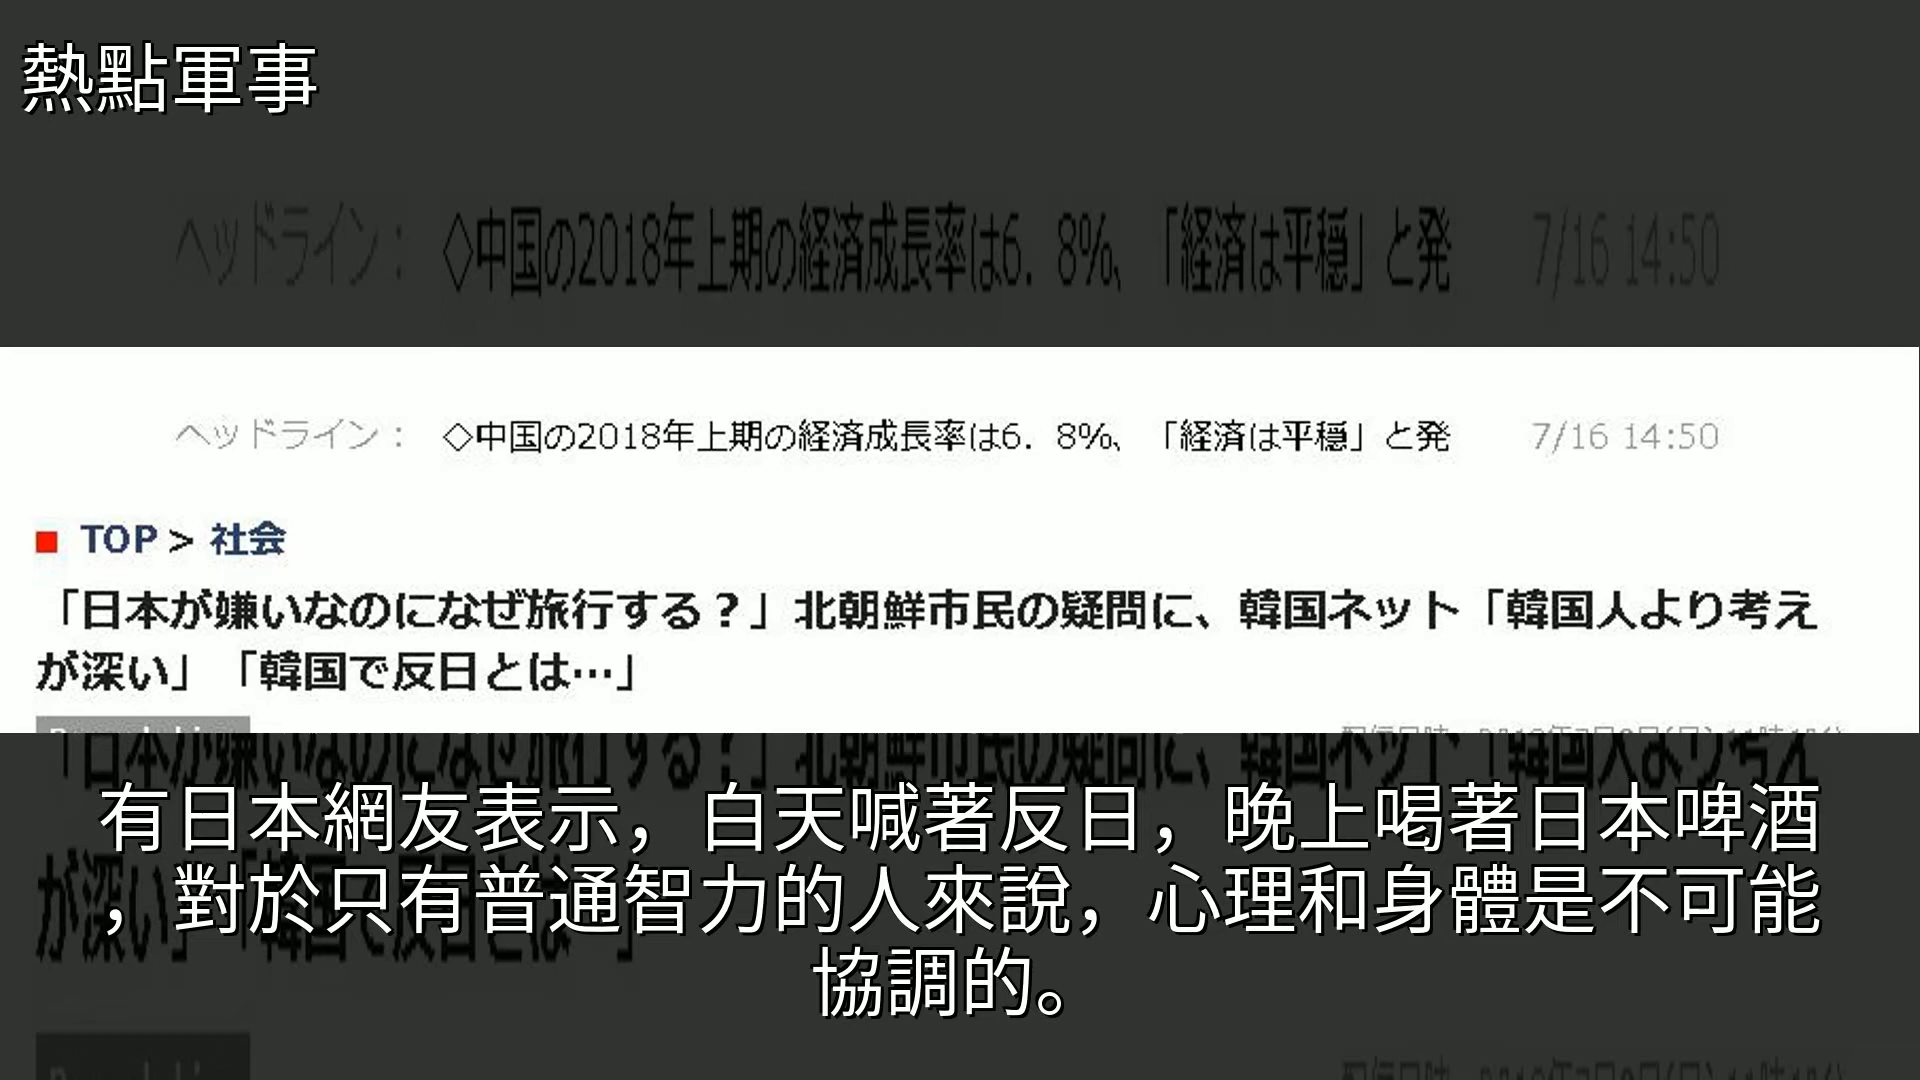 熱點軍事
ヘッドライン： ◇中国の2018年上期の経済成長率は6．8%、「経済は平穏」と発 7/16 14:50
ヘッドライン： ◇中国の2018年上期の経済成長率は6．8%、「経済は平穏」と発 7/16 14:50
TOP > 社会
「日本が嫌いなのになぜ旅行する？」北朝鮮市民の疑問に、韓国ネット「韓国人より考え
が深い」「韓国で反日とは…」
有日本網友表示，白天喊著反日，晚上喝著日本啤酒
，對於只有普通智力的人來說，心理和身體是不可能
協調的。